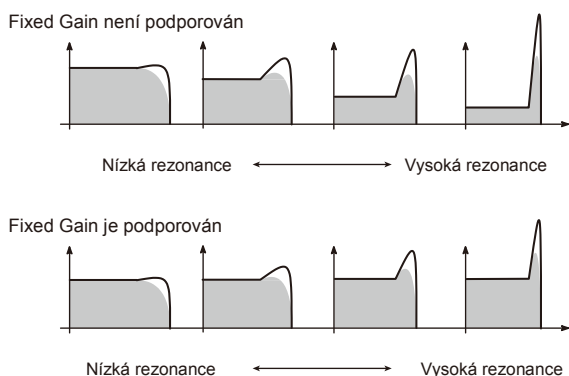 Fixed Gain není podporován
Nízká rezonance Vysoká rezonance
Fixed Gain je podporován
Nízká rezonance Vysoká rezonance